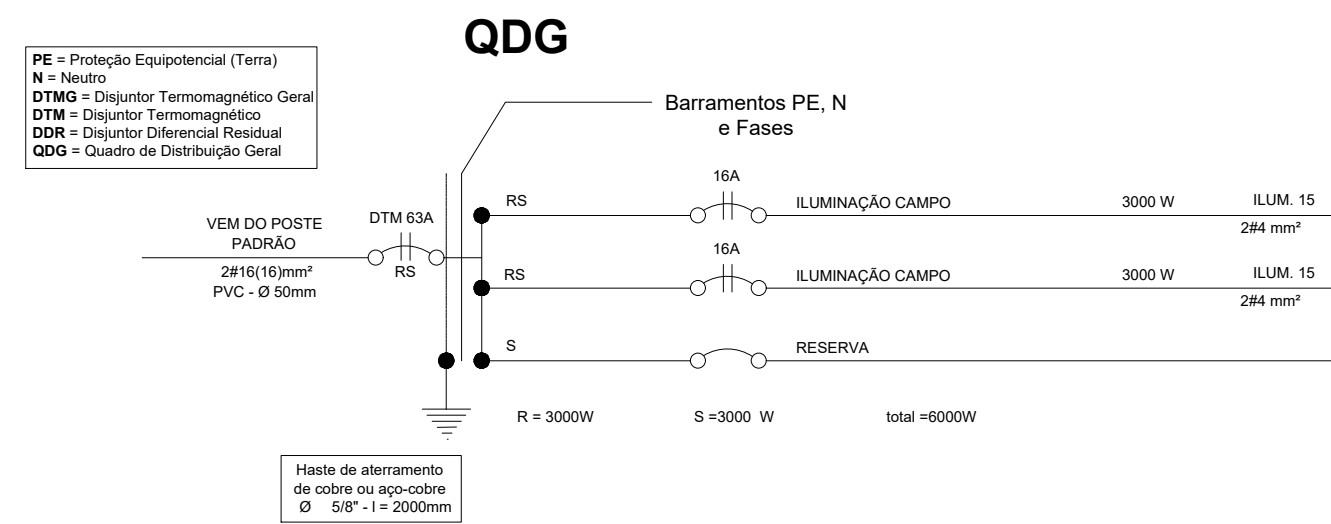 QDG
PE = Proteção Equipotencial (Terra)
N = Neutro
DTMG = Disjuntor Termomagnético Geral
DTM = Disjuntor Termomagnético
DDR = Disjuntor Diferencial Residual
QDG = Quadro de Distribuição Geral
Barramentos PE, N
e Fases
VEM DO POSTE
PADRÃO
2#16(16)mm²
PVC - Ø 50mm
DTM 63A
RS
RS
16A
ILUMINAÇÃO CAMPO
3000 W
ILUM. 15
2#4 mm²
RS
16A
ILUMINAÇÃO CAMPO
3000 W
ILUM. 15
2#4 mm²
S
RESERVA
R = 3000W
S =3000 W
total =6000W
Haste de aterramento
de cobre ou aço-cobre
Ø 5/8" - l = 2000mm